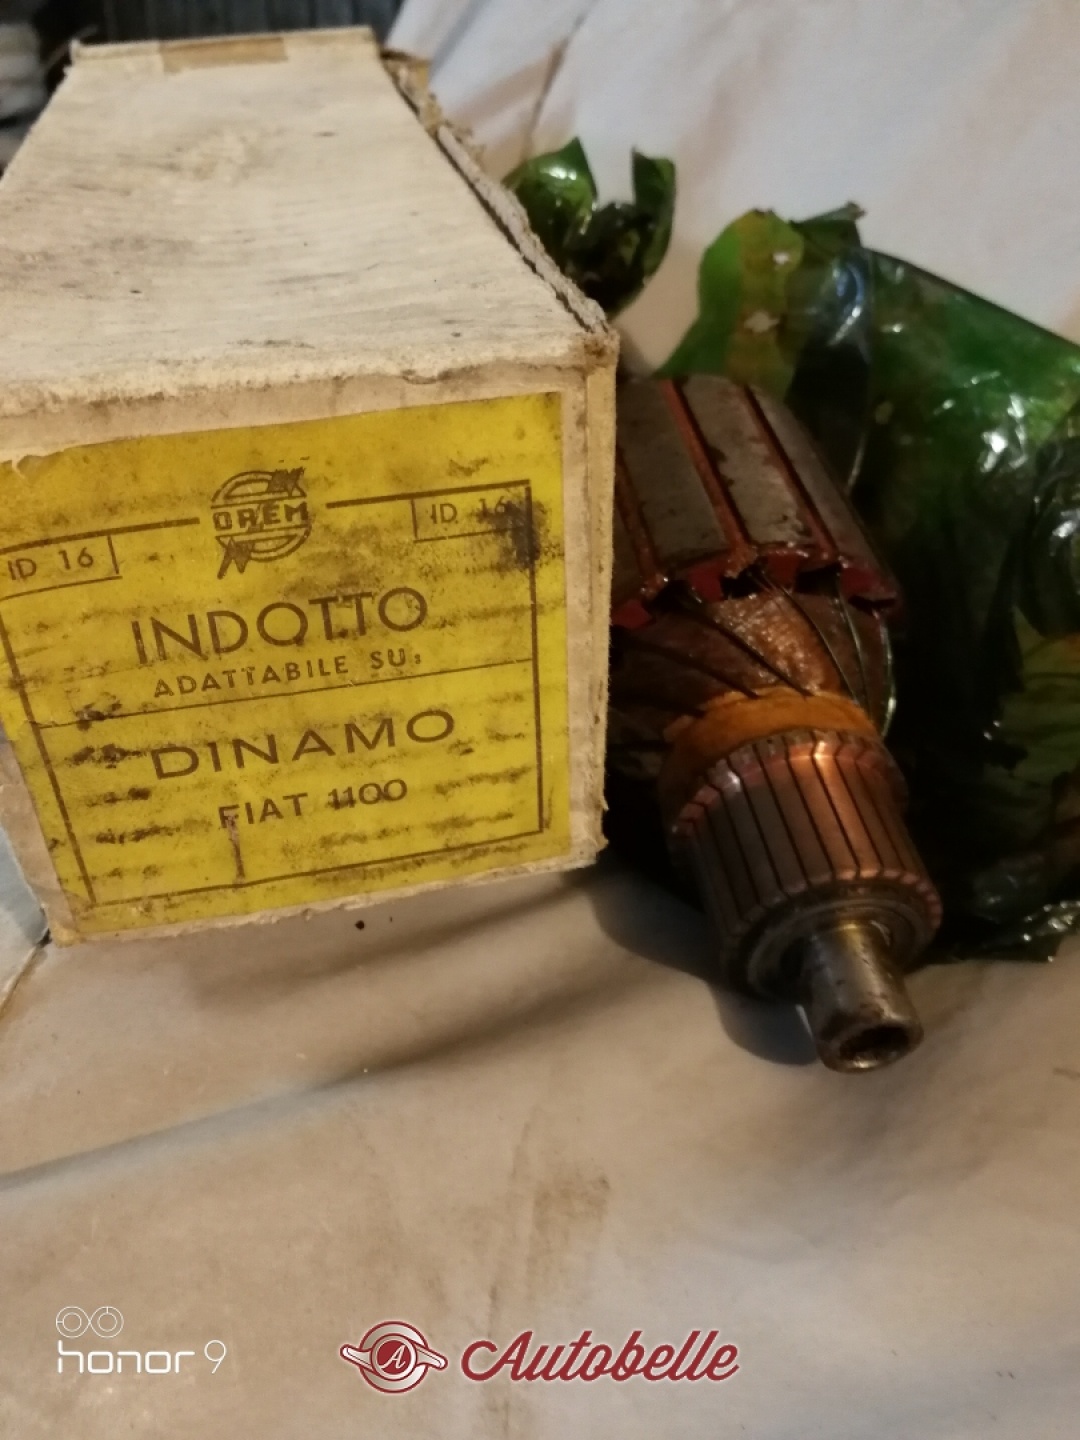 OREM
ID 16
ID 16
INDOTTO
ADATTABILE SU:
DINAMO
FIAT 1100
honor 9
A
Autobelle